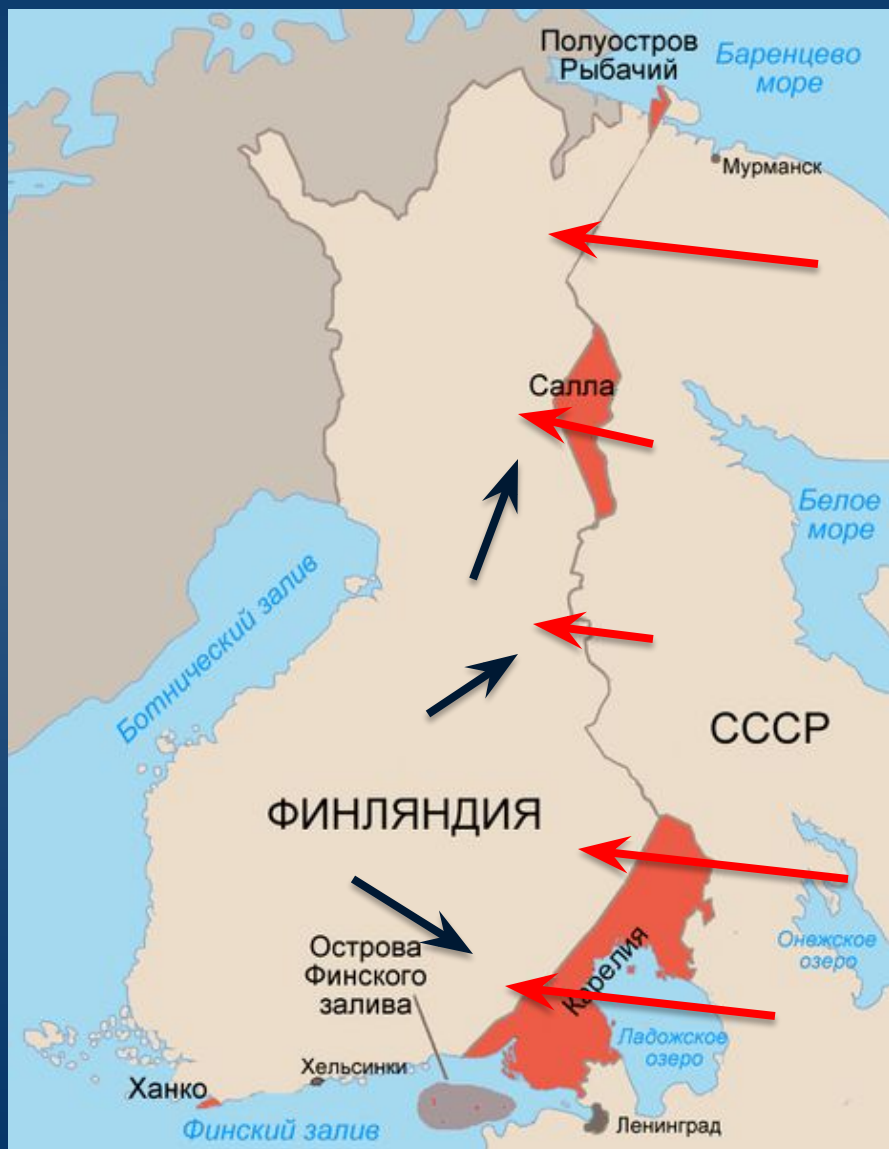 Полуостров
Рыбачий
Баренцево
море
Мурманск
Салла
Белое
море
Ботнический залив
СССР
ФИНЛЯНДИЯ
Острова
Финского
залива
Карелия
Онежское
озеро
Ладожское
озеро
Хельсинки
Ханко
Финский залив
Ленинград